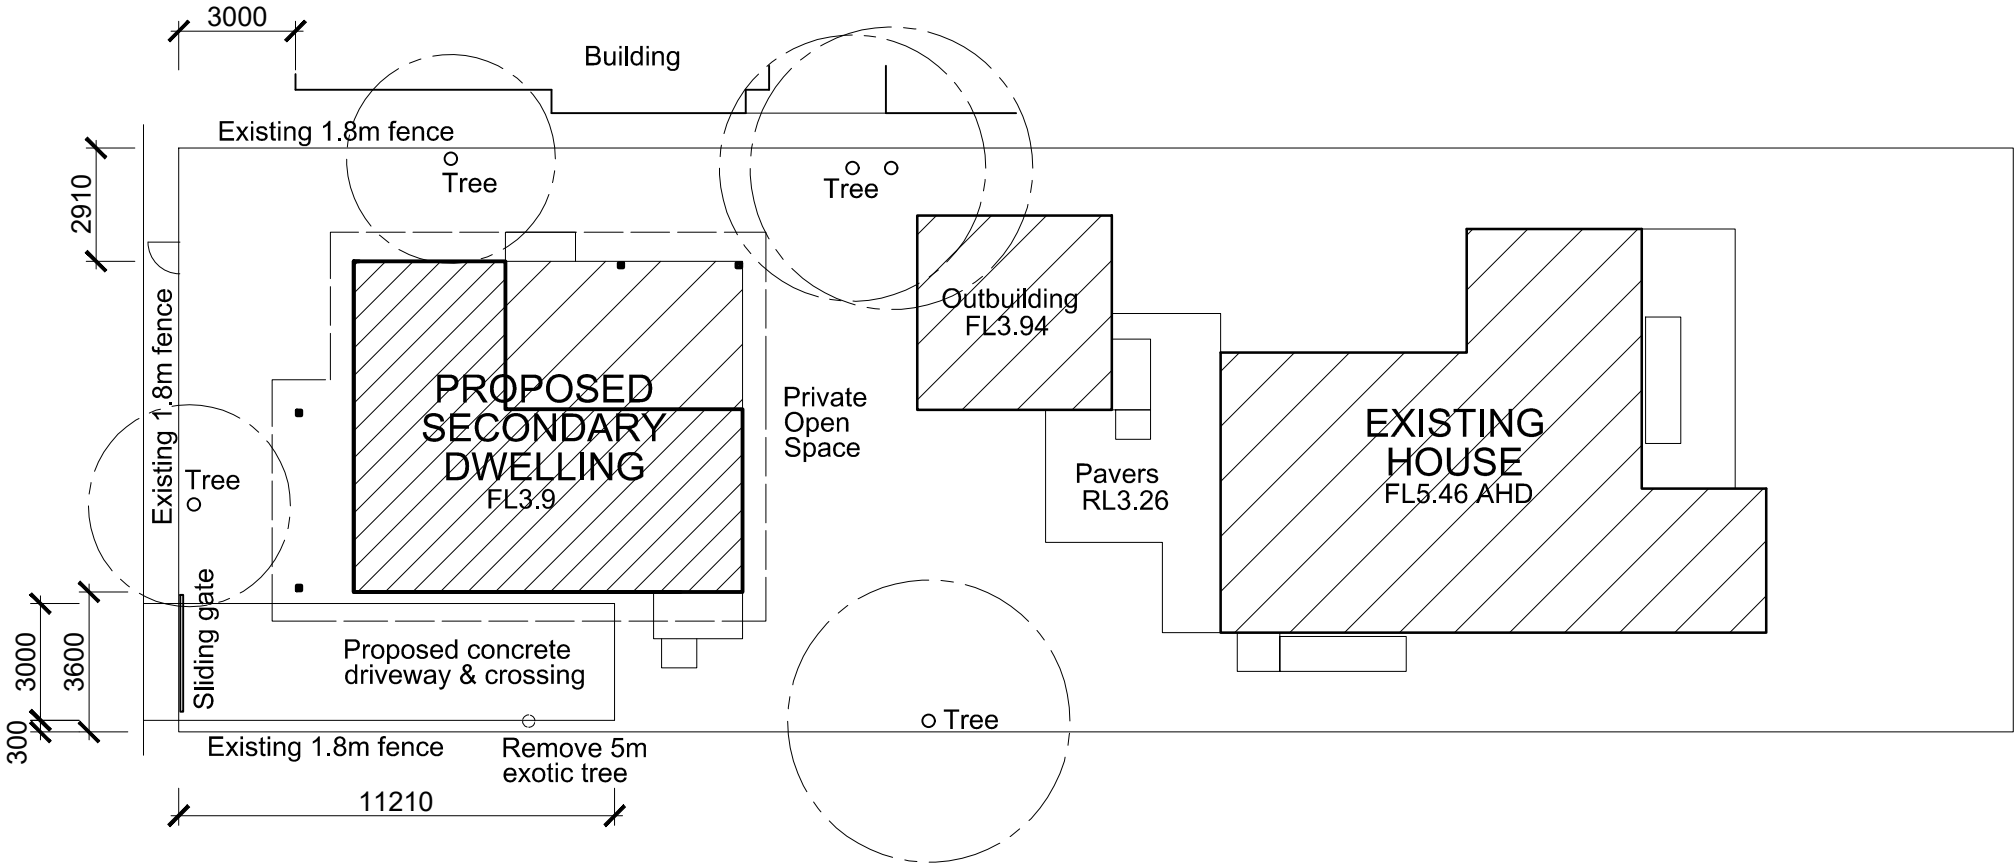 3000
Building
Existing 1.8m fence
Tree
Tree
2910
Existing 1.8m fence
Outbuilding
FL3.94
PROPOSED
SECONDARY
DWELLING
FL3.9
Private
Open
Space
EXISTING
HOUSE
FL5.46 AHD
Pavers
RL3.26
Tree
Sliding gate
3000
3600
300
Proposed concrete
driveway & crossing
Tree
Existing 1.8m fence
Remove 5m
exotic tree
11210